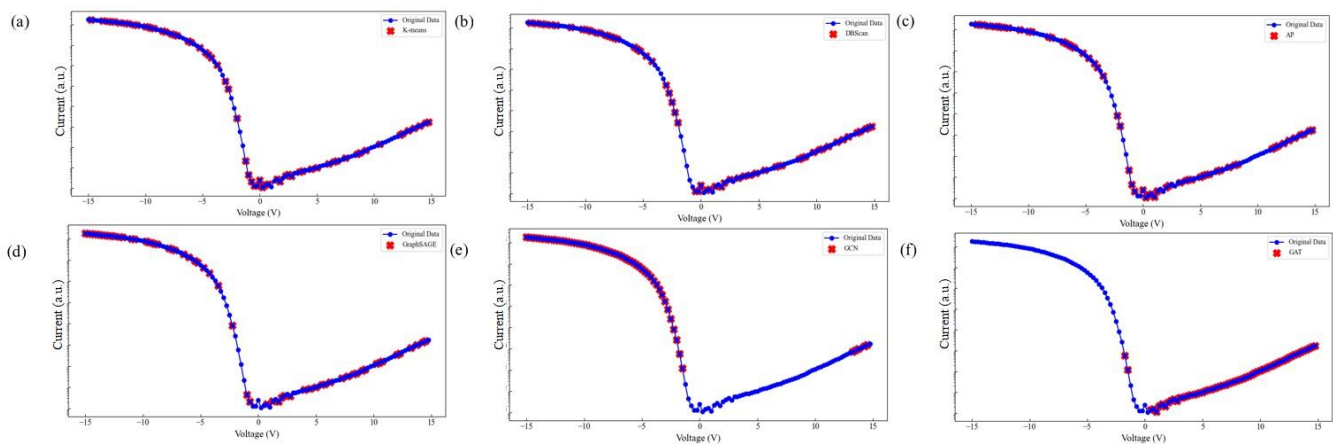 (a)
Original Data
K-means
Current (a.u.)
−15 −10 −5 0 5 10 15
Voltage (V)
(b)
Original Data
DBScan
Current (a.u.)
−15 −10 −5 0 5 10 15
Voltage (V)
(c)
Original Data
AP
Current (a.u.)
−15 −10 −5 0 5 10 15
Voltage (V)
(d)
Original Data
GraphSAGE
Current (a.u.)
−15 −10 −5 0 5 10 15
Voltage (V)
(e)
Original Data
GCN
Current (a.u.)
−15 −10 −5 0 5 10 15
Voltage (V)
(f)
Original Data
GAT
Current (a.u.)
−15 −10 −5 0 5 10 15
Voltage (V)